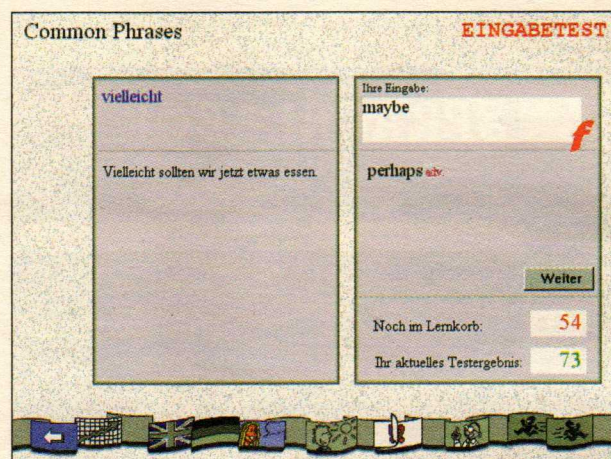 Common Phrases
EINGABETEST
vielleicht
Vielleicht sollten wir jetzt etwas essen.
Ihre Eingabe:
maybe
f
perhaps adv.
Weiter
Noch im Lernkorb: 54
Ihr aktuelles Testergebnis: 73